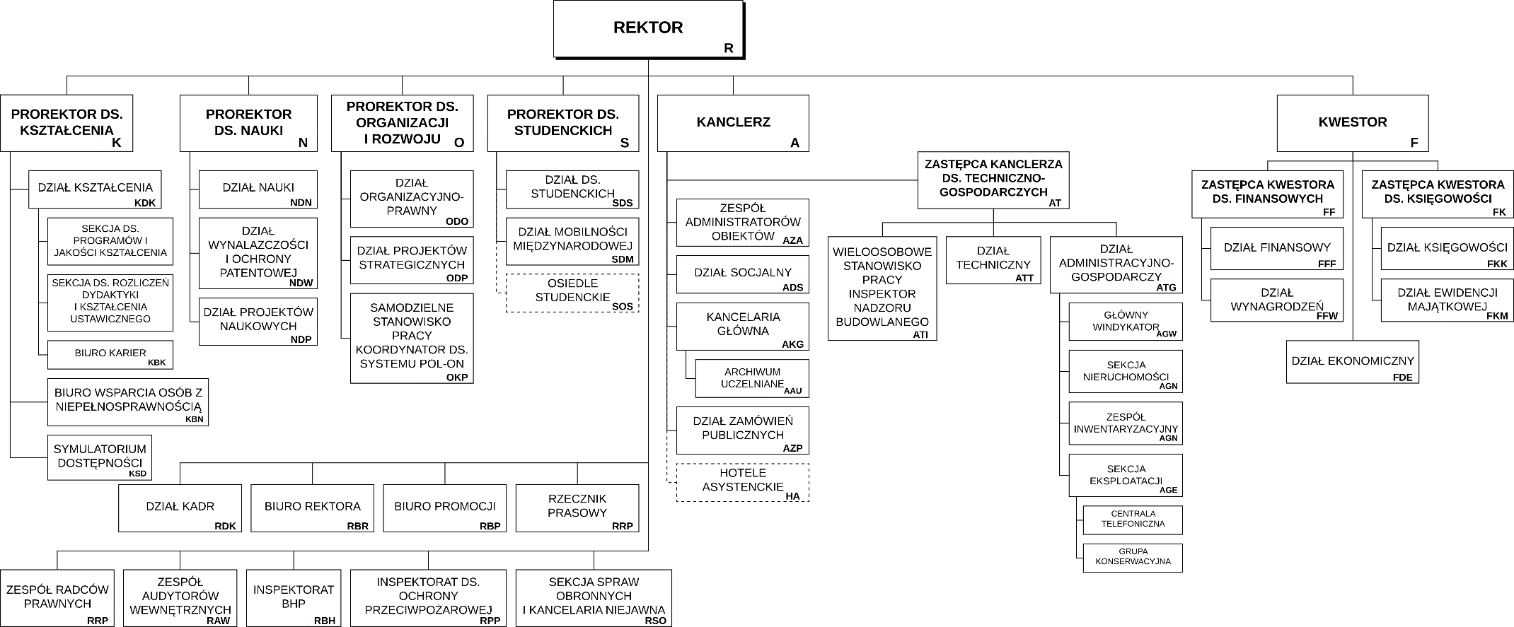 REKTOR
R
PROREKTOR DS.
KSZTAŁCENIA
K
DZIAŁ KSZTAŁCENIA
KDK
SEKCJA DS.
PROGRAMÓW I
JAKOŚCI KSZTAŁCENIA
SEKCJA DS. ROZLICZEŃ
DYDAKTYKI
I KSZTAŁCENIA
USTAWICZNEGO
BIURO KARIER
KBK
BIURO WSPARCIA OSÓB Z
NIEPEŁNOSPRAWNOŚCIĄ
KBN
SYMULATORIUM
DOSTĘPNOŚCI
KSD
PROREKTOR
DS. NAUKI
N
DZIAŁ NAUKI
NDN
DZIAŁ
WYNALAZCZOŚCI
I OCHRONY
PATENTOWEJ
NDW
DZIAŁ PROJEKTÓW
NAUKOWYCH
NDP
PROREKTOR DS.
ORGANIZACJI
I ROZWOJU
O
DZIAŁ
ORGANIZACYJNO-
PRAWNY
ODO
DZIAŁ PROJEKTÓW
STRATEGICZNYCH
ODP
SAMODZIELNE
STANOWISKO
PRACY
KOORDYNATOR DS.
SYSTEMU POL-ON
OKP
PROREKTOR DS.
STUDENCKICH
S
DZIAŁ DS.
STUDENCKICH
SDS
DZIAŁ MOBILNOŚCI
MIĘDZYNARODOWEJ
SDM
OSIEDLE
STUDENCKIE
SOS
KANCLERZ
A
ZESPÓŁ
ADMINISTRATORÓW
OBIEKTÓW
AZA
DZIAŁ SOCJALNY
ADS
KANCELARIA
GŁÓWNA
AKG
ARCHIWUM
UCZELNIANE
AAU
DZIAŁ ZAMÓWIEŃ
PUBLICZNYCH
AZP
HOTELE
ASYSTENCKIE
HA
ZASTĘPCA KANCLERZA
DS. TECHNICZNO-
GOSPODARCZYCH
AT
WIELOOSOBOWE
STANOWISKO
PRACY
INSPEKTOR
NADZORU
BUDOWLANEGO
ATI
DZIAŁ
TECHNICZNY
ATT
DZIAŁ
ADMINISTRACYJNO-
GOSPODARCZY
ATG
GŁÓWNY
WINDYKATOR
AGW
SEKCJA
NIERUCHOMOŚCI
AGN
ZESPÓŁ
INWENTARYZACYJNY
AGN
SEKCJA
EKSPLOATACJI
AGE
CENTRALA
TELEFONICZNA
GRUPA
KONSERWACYJNA
KWESTOR
F
ZASTĘPCA KWESTORA
DS. FINANSOWYCH
FF
DZIAŁ FINANSOWY
FFF
DZIAŁ
WYNAGRODZEŃ
FFW
ZASTĘPCA KWESTORA
DS. KSIĘGOWOŚCI
FK
DZIAŁ KSIĘGOWOŚCI
FKK
DZIAŁ EWIDENCJI
MAJĄTKOWEJ
FKM
DZIAŁ EKONOMICZNY
FDE
DZIAŁ KADR
RDK
BIURO REKTORA
RBR
BIURO PROMOCJI
RBP
RZECZNIK
PRASOWY
RRP
ZESPÓŁ RADCÓW
PRAWNYCH
RRP
ZESPÓŁ
AUDYTORÓW
WEWNĘTRZNYCH
RAW
INSPEKTORAT
BHP
RBH
INSPEKTORAT DS.
OCHRONY
PRZECIWPOŻAROWEJ
RPP
SEKCJA SPRAW
OBRONNYCH
I KANCELARIA NIEJAWNA
RSO